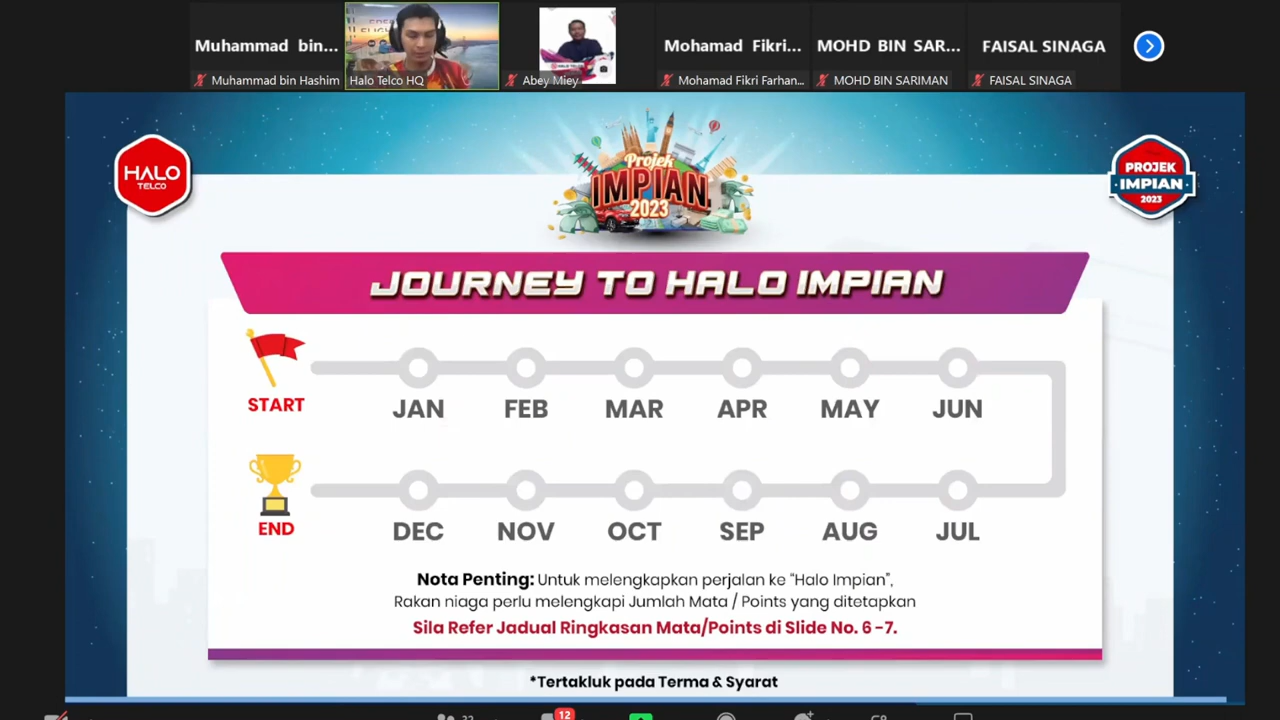 Muhammad bin...
Mohamad Fikri...
MOHD BIN SAR...
FAISAL SINAGA
Muhammad bin Hashim
Halo Telco HQ
Abey Miey
Mohamad Fikri Farhan...
MOHD BIN SARIMAN
FAISAL SINAGA
HALO
TELCO
Projek
IMPIAN
2023
PROJEK
IMPIAN
2023
JOURNEY TO HALO IMPIAN
START
JAN FEB MAR APR MAY JUN
END
DEC NOV OCT SEP AUG JUL
Nota Penting: Untuk melengkapkan perjalan ke “Halo Impian”,
Rakan niaga perlu melengkapi Jumlah Mata / Points yang ditetapkan
Sila Refer Jadual Ringkasan Mata/Points di Slide No. 6 -7.
*Tertakluk pada Terma & Syarat
12